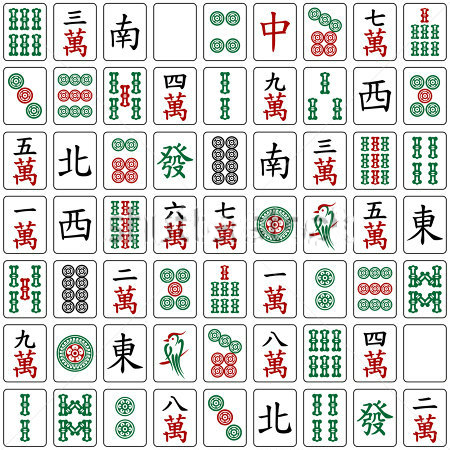 三萬 南 中 七萬
四萬 九萬 西
五萬 北 發 南 三萬
一萬 西 六萬 七萬 五萬 東
二萬 一萬
九萬 東 八萬 四萬
八萬 北 發 二萬